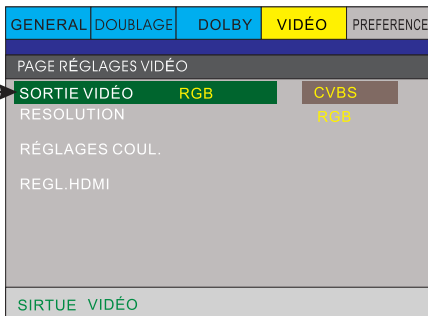 GENERAL DOUBLAGE DOLBY VIDÉO PREFERENCE
PAGE RÉGLAGES VIDÉO
SORTIE VIDÉO RGB CVBS
RESOLUTION RGB
RÉGLAGES COUL.
REGL.HDMI
SIRTUE VIDÉO